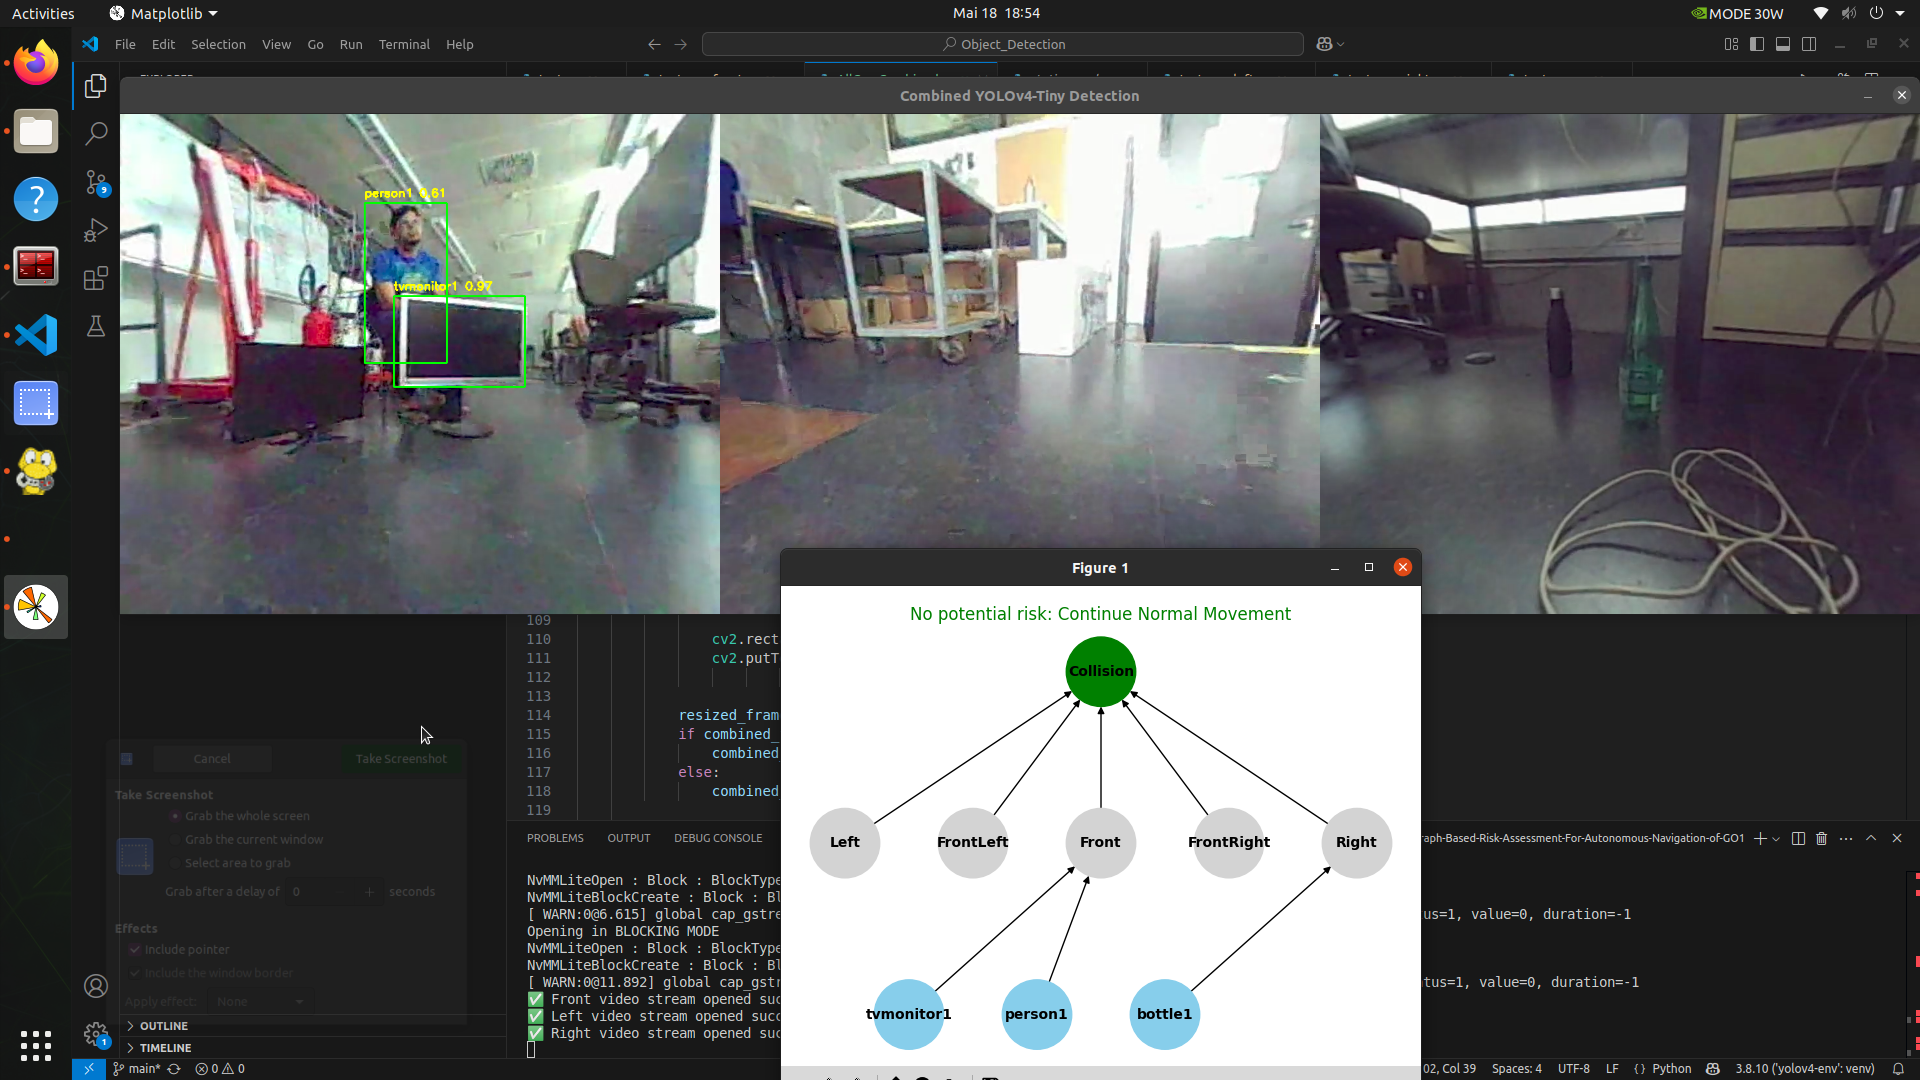 Activities
Matplotlib
Mai 18 18:54
MODE 30W
File Edit Selection View Go Run Terminal Help
Object_Detection
Combined YOLOv4-Tiny Detection
person1 0.61
tvmonitor1 0.97
9
Figure 1
No potential risk: Continue Normal Movement
Collision
Left FrontLeft Front FrontRight Right
tvmonitor1 person1 bottle1
109
110 cv2.rect
111 cv2.putT
112
113
114 resized_fram
115 if combined_
116 combined_
117 else:
118 combined_
119
Cancel Take Screenshot
Take Screenshot
Grab the whole screen
Grab the current window
Select area to grab
Grab after a delay of 0 + seconds
Effects
Include pointer
Include the window border
Apply effect: None
OUTLINE
TIMELINE
PROBLEMS OUTPUT DEBUG CONSOLE
raph-Based-Risk-Assessment-For-Autonomous-Navigation-of-GO1
NvMMLiteOpen : Block : BlockType
NvMMLiteBlockCreate : Block : Bl
[ WARN:0@6.615] global cap_gstre
tus=1, value=0, duration=-1
Opening in BLOCKING MODE
NvMMLiteOpen : Block : BlockType
NvMMLiteBlockCreate : Block : Bl
[ WARN:0@11.892] global cap_gstr
tus=1, value=0, duration=-1
✅ Front video stream opened suc
✅ Left video stream opened succ
✅ Right video stream opened suc
1
main* 0 0
02, Col 39 Spaces: 4 UTF-8 LF {} Python 3.8.10 ('yolov4-env': venv)